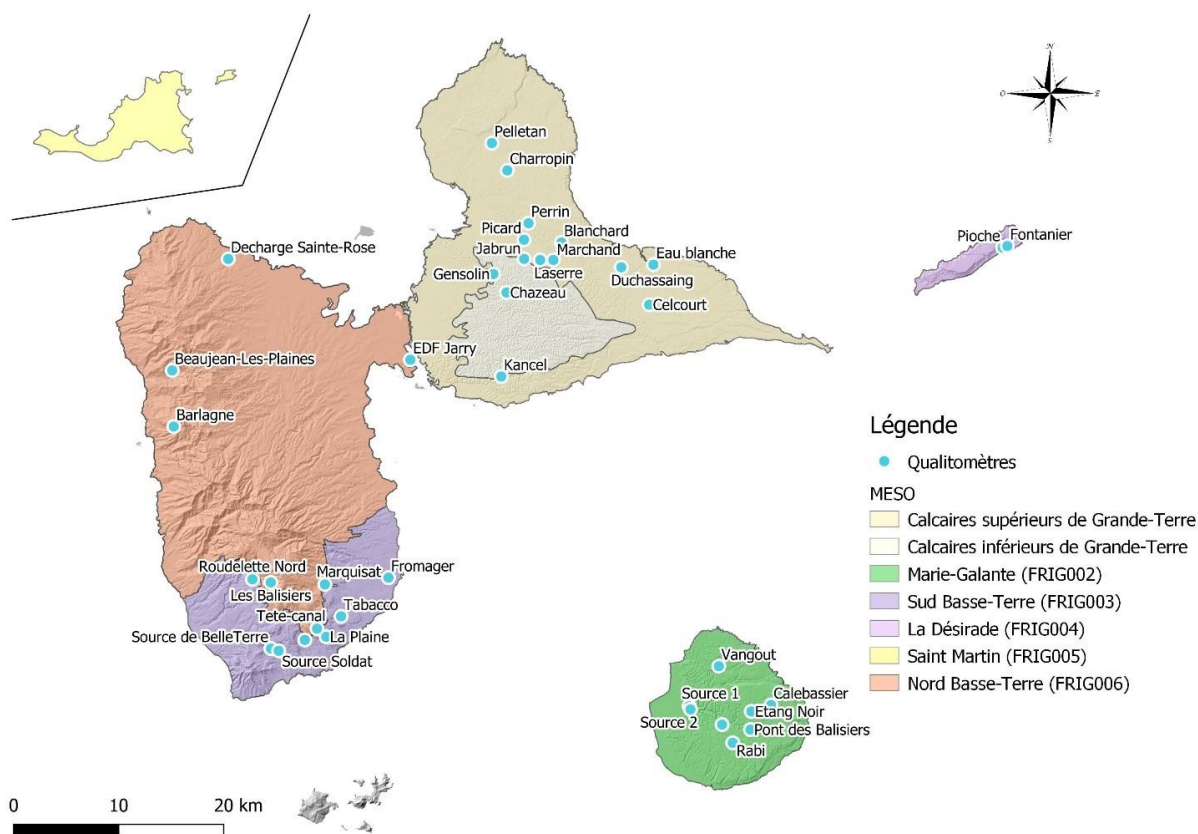 N
O
E
S
Pelletan
Charropin
Perrin
Picard
Blanchard
Jabrun
Marchand
Eau blanche
Gensolin
Laserre
Duchassaing
Chazeau
Celcourt
Pioche
Fontanier
Decharge Sainte-Rose
EDF Jarry
Kancel
Beaujean-Les-Plaines
Barlagne
Roudelette Nord
Marquisat
Fromager
Les Balisiers
Tabacco
Tete-canal
Source de BelleTerre
La Plaine
Source Soldat
Vangout
Source 1
Calebassier
Etang Noir
Source 2
Pont des Balisiers
Rabi
Légende
Qualitomètres
MESO
Calcaires supérieurs de Grande-Terre
Calcaires inférieurs de Grande-Terre
Marie-Galante (FRIG002)
Sud Basse-Terre (FRIG003)
La Désirade (FRIG004)
Saint Martin (FRIG005)
Nord Basse-Terre (FRIG006)
0 10 20 km